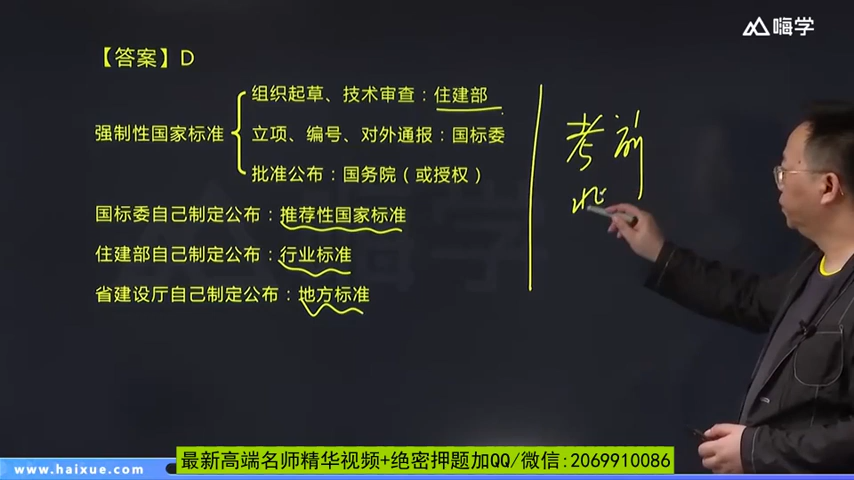 嗨学
【答案】D
强制性国家标准
组织起草、技术审查：住建部
立项、编号、对外通报：国标委
批准公布：国务院（或授权）
国标委自己制定公布：推荐性国家标准
住建部自己制定公布：行业标准
省建设厅自己制定公布：地方标准
考前
www.haixue.com
最新高端名师精华视频+绝密押题加QQ/微信:2069910086